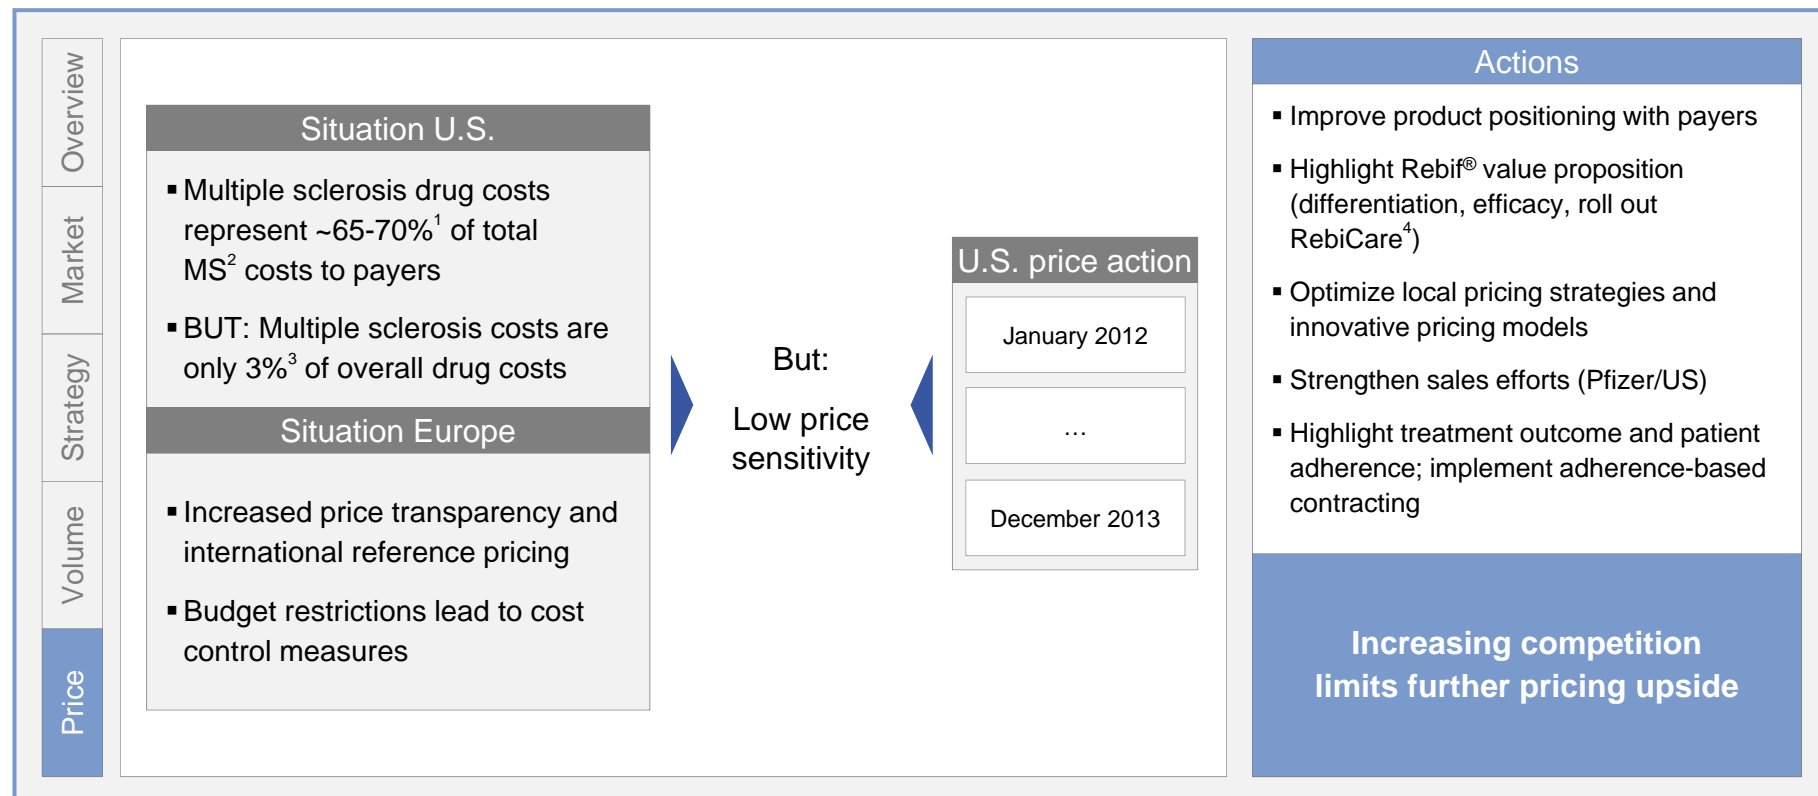 Overview
Market
Strategy
Volume
Price
Situation U.S.
▪ Multiple sclerosis drug costs
represent ~65-70%¹ of total
MS² costs to payers
▪ BUT: Multiple sclerosis costs are
only 3%³ of overall drug costs
Situation Europe
▪ Increased price transparency and
international reference pricing
▪ Budget restrictions lead to cost
control measures
But:
Low price
sensitivity
U.S. price action
January 2012
…
December 2013
Actions
▪ Improve product positioning with payers
▪ Highlight Rebif® value proposition
(differentiation, efficacy, roll out
RebiCare⁴)
▪ Optimize local pricing strategies and
innovative pricing models
▪ Strengthen sales efforts (Pfizer/US)
▪ Highlight treatment outcome and patient
adherence; implement adherence-based
contracting
Increasing competition
limits further pricing upside